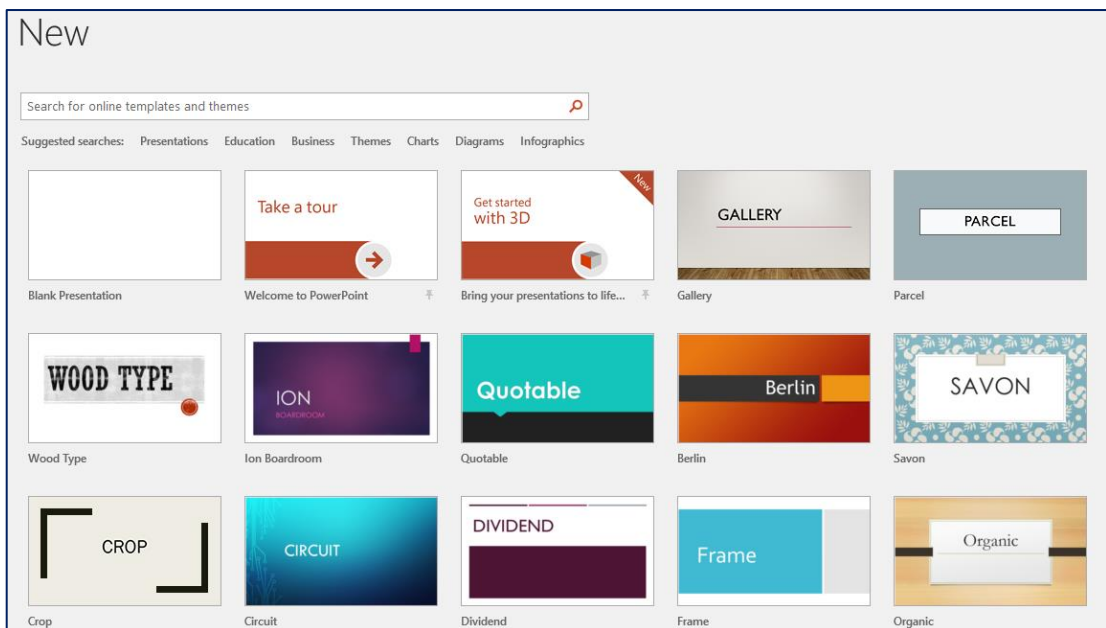 New
Search for online templates and themes
Suggested searches: Presentations Education Business Themes Charts Diagrams Infographics
Take a tour
Get started
with 3D
New
GALLERY
PARCEL
Blank Presentation
Welcome to PowerPoint
Bring your presentations to life...
Gallery
Parcel
WOOD TYPE
ION
BOARDROOM
Quotable
Berlin
SAVON
Wood Type
Ion Boardroom
Quotable
Berlin
Savon
CROP
CIRCUIT
DIVIDEND
Frame
Organic
Crop
Circuit
Dividend
Frame
Organic